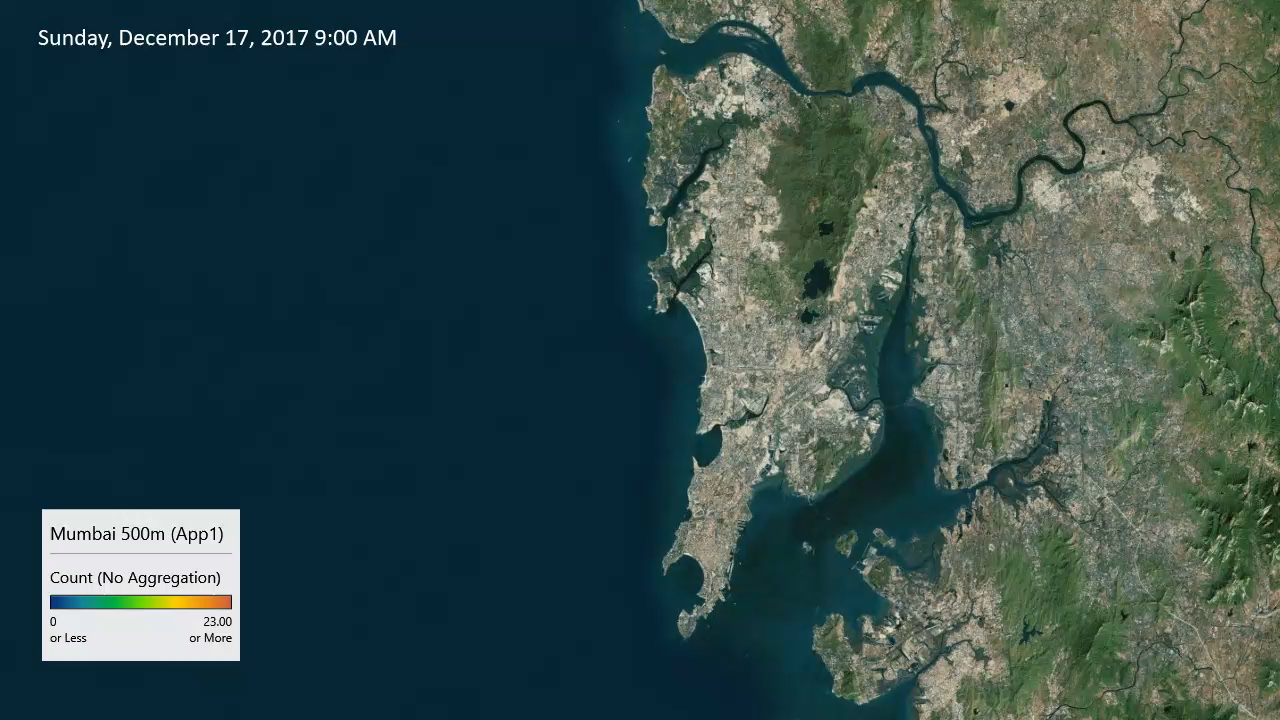 Sunday, December 17, 2017 9:00 AM
Mumbai 500m (App1)
Count (No Aggregation)
0 23.00
or Less or More